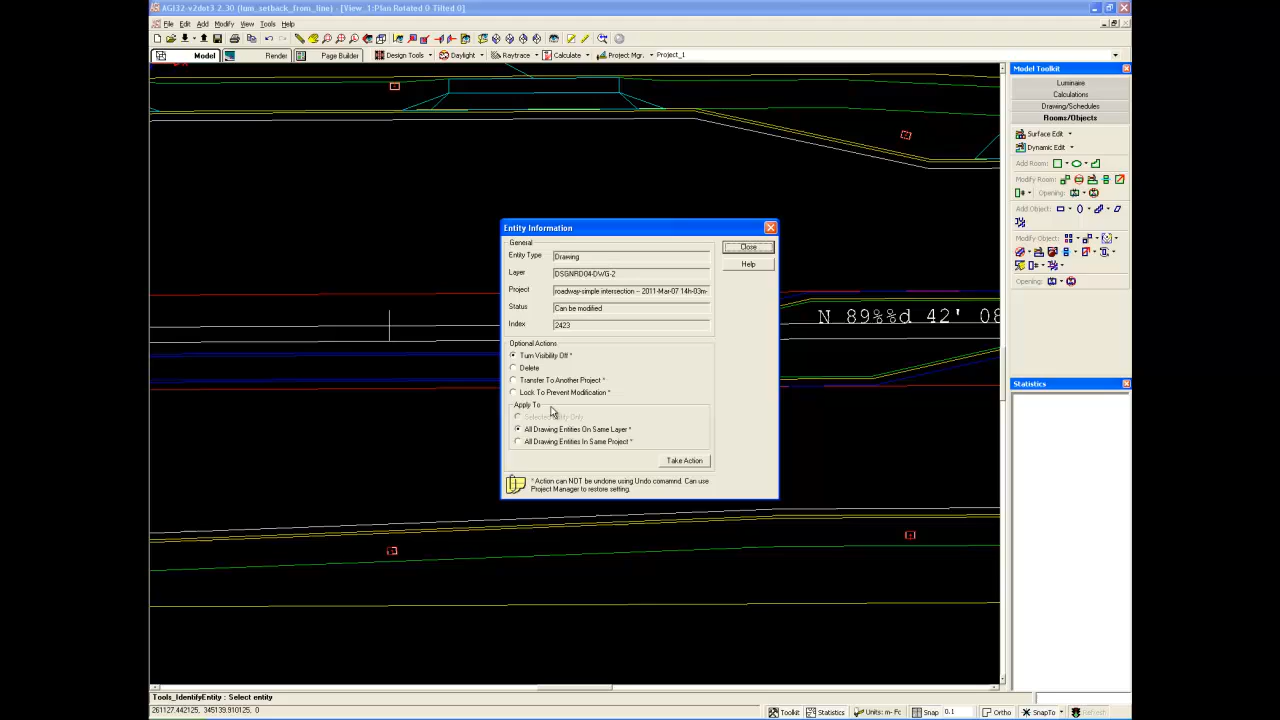 AGI32-v2dot3 2.30 (lum_setback_from_line) - [View_1:Plan Rotated 0 Tilted 0]
File Edit Add Modify View Tools Help
Model Render Page Builder Design Tools Daylight Raytrace Calculate Project Mgr. Project_1
Model Toolkit
Luminaire
Calculations
Drawing/Schedules
Rooms/Objects
Surface Edit
Dynamic Edit
Add Room:
Modify Room:
Opening:
Add Object:
Modify Object:
Opening:
Statistics
N 89%%d 42' 08
Entity Information
General
Entity Type Drawing
Layer DSGNRD04-DWG-2
Project roadway-simple intersection -- 2011-Mar-07 14h-03m-
Status Can be modified
Index 2423
Close
Help
Optional Actions
Turn Visibility Off *
Delete
Transfer To Another Project *
Lock To Prevent Modification *
Apply To
Selected Entity Only
All Drawing Entities On Same Layer *
All Drawing Entities In Same Project *
Take Action
* Action can NOT be undone using Undo comamnd. Can use
Project Manager to restore setting.
Tools_IdentifyEntity : Select entity
261127.442125, 345139.910125, 0
Toolkit Statistics Units: m- Fc Snap 0.1 Ortho SnapTo Refresh